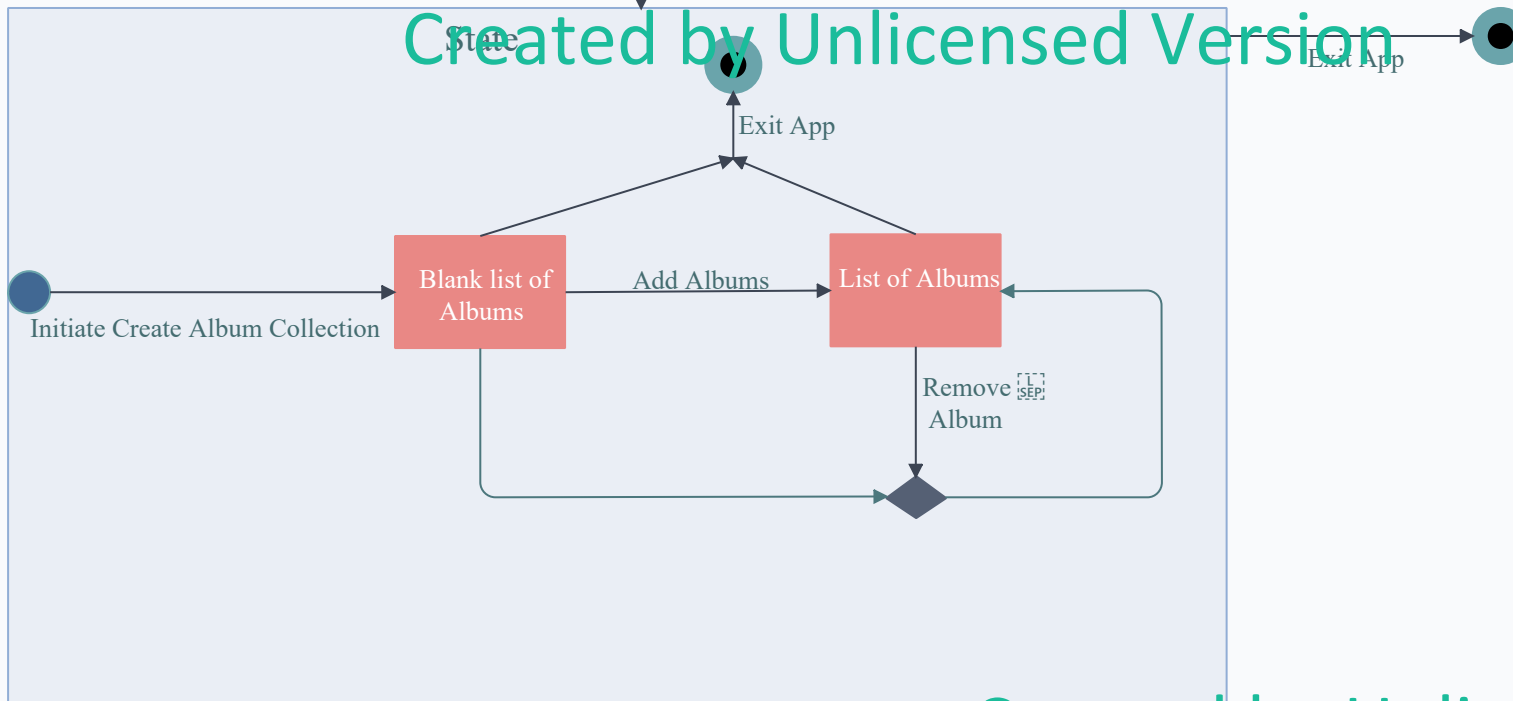 Created by Unlicensed Version
State
Exit App
Exit App
Blank list of
Albums
Add Albums
List of Albums
Initiate Create Album Collection
Remove L SEP
Album